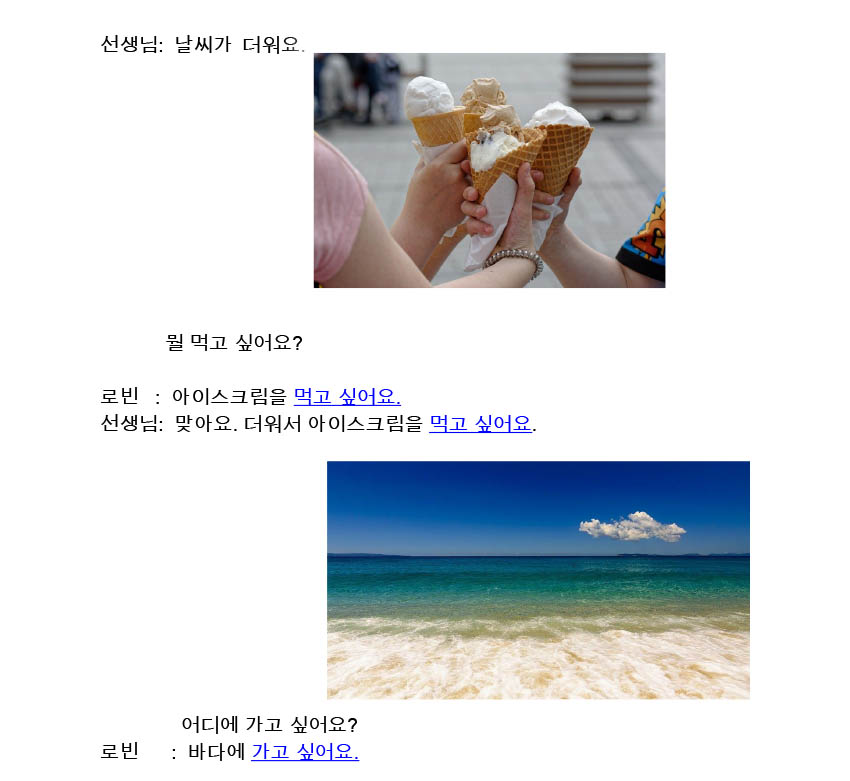 선생님: 날씨가 더워요.
뭘 먹고 싶어요?
로빈 : 아이스크림을 먹고 싶어요.
선생님: 맞아요. 더워서 아이스크림을 먹고 싶어요.
어디에 가고 싶어요?
로빈 : 바다에 가고 싶어요.